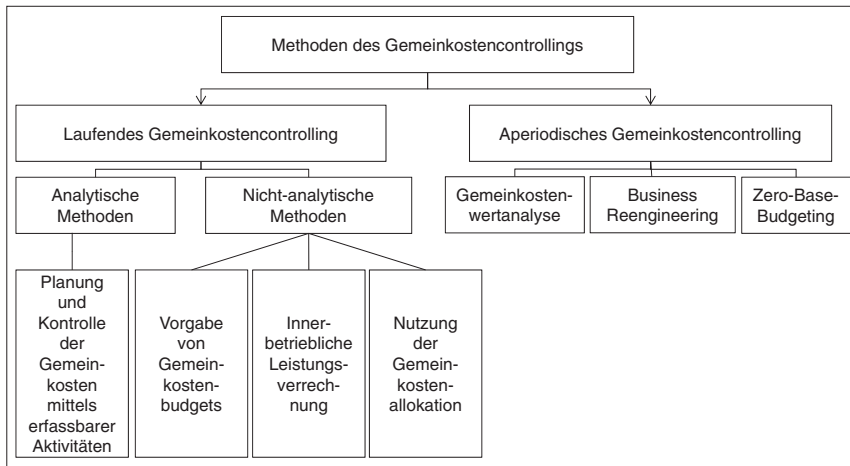 Methoden des Gemeinkostencontrollings
Laufendes Gemeinkostencontrolling
Aperiodisches Gemeinkostencontrolling
Analytische
Methoden
Nicht-analytische
Methoden
Gemeinkosten-
wertanalyse
Business
Reengineering
Zero-Base-
Budgeting
Planung
und
Kontrolle
der
Gemein-
kosten
mittels
erfassbarer
Aktivitäten
Vorgabe
von
Gemein-
kosten-
budgets
Inner-
betriebliche
Leistungs-
verrech-
nung
Nutzung
der
Gemein-
kosten-
allokation